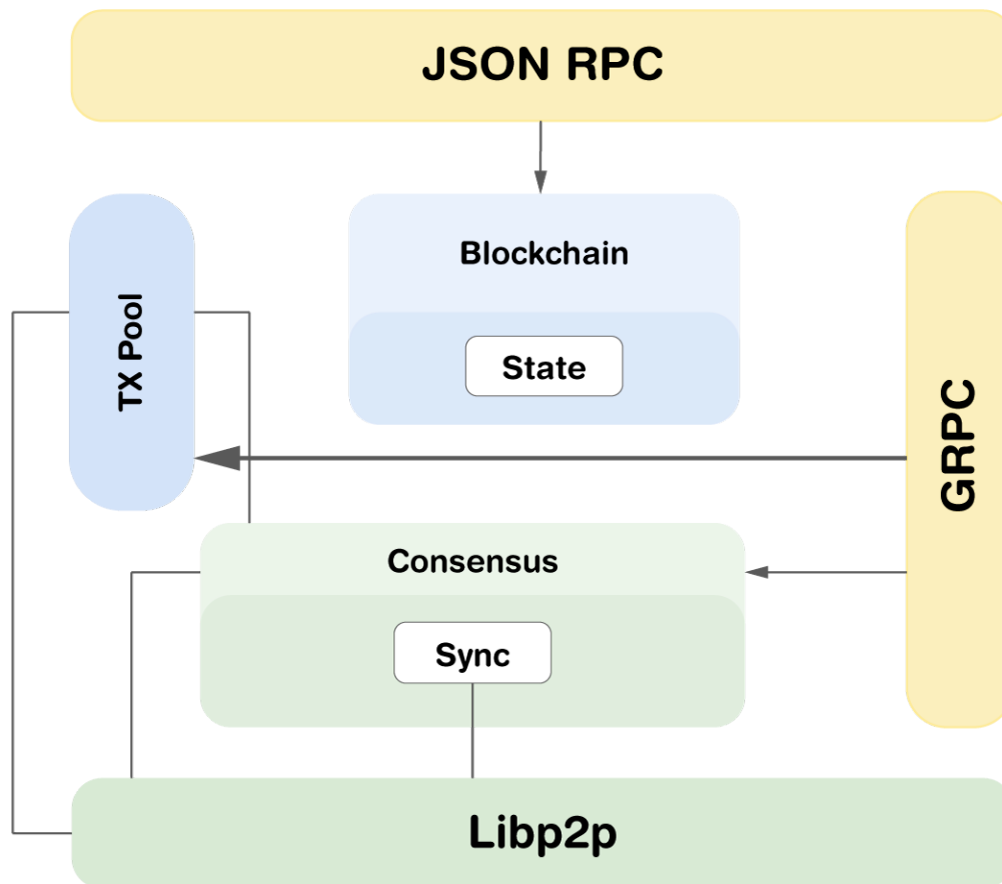 JSON RPC
Blockchain
State
TX Pool
GRPC
Consensus
Sync
Libp2p